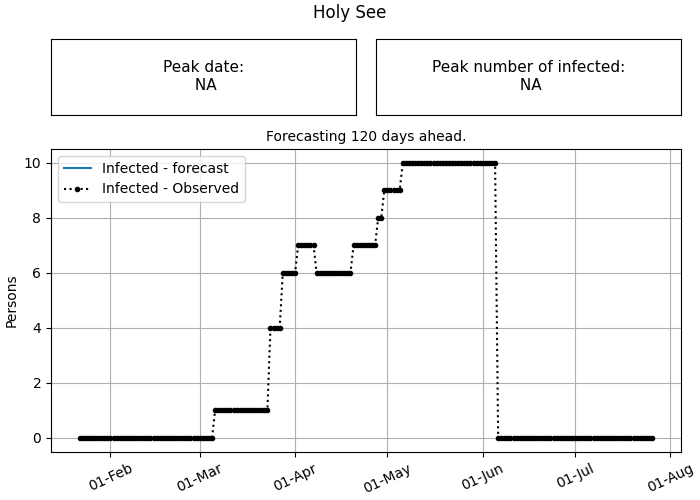 Holy See
Peak date:
NA
Peak number of infected:
NA
Forecasting 120 days ahead.
Infected - forecast
Infected - Observed
Persons
10
8
6
4
2
0
01-Feb
01-Mar
01-Apr
01-May
01-Jun
01-Jul
01-Aug